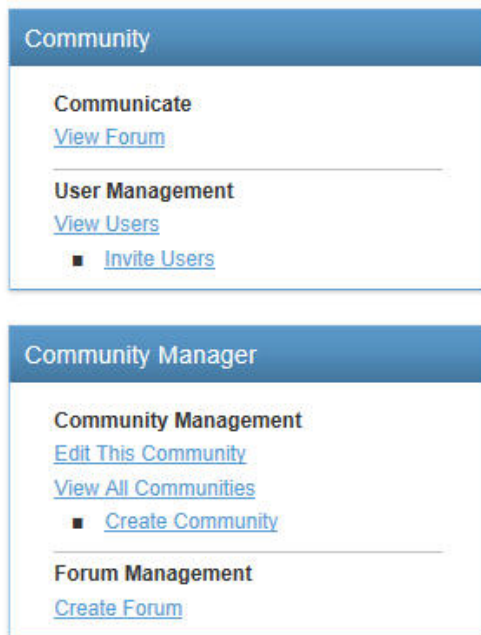 Community
Communicate
View Forum
User Management
View Users
Invite Users
Community Manager
Community Management
Edit This Community
View All Communities
Create Community
Forum Management
Create Forum